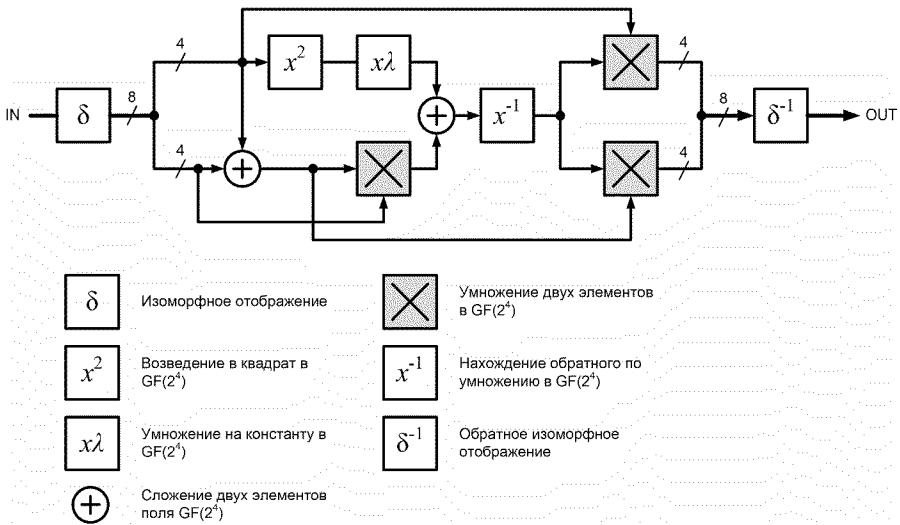 4
x²
xλ
4
IN
δ
8
x⁻¹
8
δ⁻¹
OUT
4
4
δ
Изоморфное отображение
Умножение двух элементов
в GF(2⁴)
x²
Возведение в квадрат в
GF(2⁴)
x⁻¹
Нахождение обратного по
умножению в GF(2⁴)
xλ
Умножение на константу в
GF(2⁴)
δ⁻¹
Обратное изоморфное
отображение
Сложение двух элементов
поля GF(2⁴)